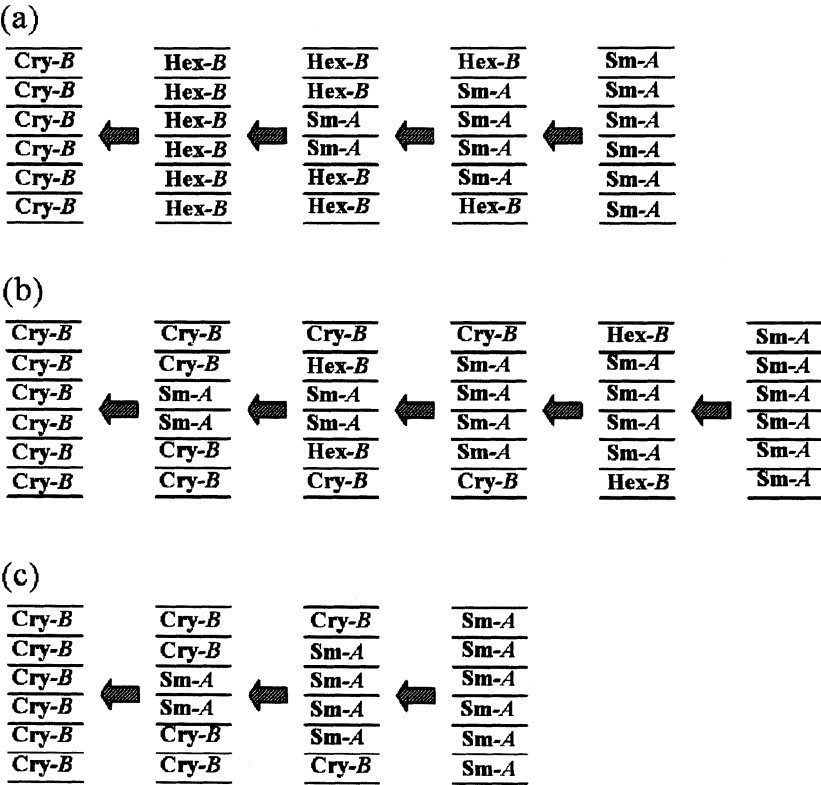 (a)
Cry-B Hex-B Hex-B Hex-B Sm-A
Cry-B Hex-B Hex-B Sm-A Sm-A
Cry-B Hex-B Sm-A Sm-A Sm-A
Cry-B Hex-B Sm-A Sm-A Sm-A
Cry-B Hex-B Hex-B Sm-A Sm-A
Cry-B Hex-B Hex-B Hex-B Sm-A
(b)
Cry-B Cry-B Cry-B Cry-B Hex-B Sm-A
Cry-B Cry-B Hex-B Sm-A Sm-A Sm-A
Cry-B Sm-A Sm-A Sm-A Sm-A Sm-A
Cry-B Sm-A Sm-A Sm-A Sm-A Sm-A
Cry-B Cry-B Hex-B Sm-A Sm-A Sm-A
Cry-B Cry-B Cry-B Cry-B Hex-B Sm-A
(c)
Cry-B Cry-B Cry-B Sm-A
Cry-B Cry-B Sm-A Sm-A
Cry-B Sm-A Sm-A Sm-A
Cry-B Sm-A Sm-A Sm-A
Cry-B Cry-B Sm-A Sm-A
Cry-B Cry-B Cry-B Sm-A